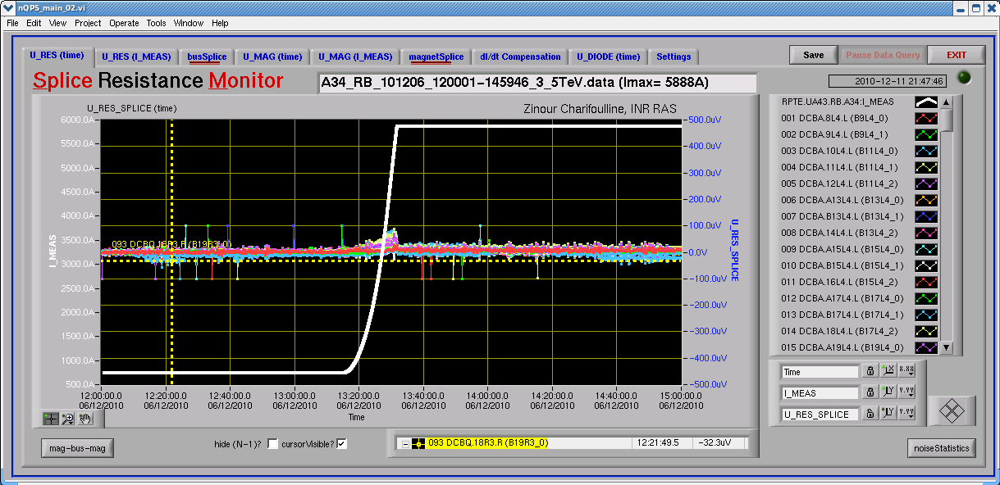 nQPS_main_02.vi
File Edit View Project Operate Tools Window Help
U_RES (time) U_RES (I_MEAS) busSplice U_MAG (time) U_MAG (I_MEAS) magnetSplice dI/dt Compensation U_DIODE (time) Settings
Save Pause Data Query EXIT
Splice Resistance Monitor
A34_RB_101206_120001-145946_3_5TeV.data (Imax= 5888A)
2010-12-11 21:47:46
U_RES_SPLICE (time)
Zinour Charifoulline, INR RAS
6000.0A
5500.0A
5000.0A
4500.0A
4000.0A
3500.0A
3000.0A
2500.0A
2000.0A
1500.0A
1000.0A
500.0A
I_MEAS
093 DCBQ.18R3.R (B19R3_0)
500.0uV
400.0uV
300.0uV
200.0uV
100.0uV
0.0V
-100.0uV
-200.0uV
-300.0uV
-400.0uV
-500.0uV
U_RES_SPLICE
12:00:00.0 12:20:00.0 12:40:00.0 13:00:00.0 13:20:00.0 13:40:00.0 14:00:00.0 14:20:00.0 14:40:00.0 15:00:00.0
06/12/2010 06/12/2010 06/12/2010 06/12/2010 06/12/2010 06/12/2010 06/12/2010 06/12/2010 06/12/2010 06/12/2010
Time
RPTE.UA43.RB.A34:I_MEAS
001 DCBA.8L4.L (B9L4_0)
002 DCBA.9L4.L (B9L4_1)
003 DCBA.10L4.L (B11L4_0)
004 DCBA.11L4.L (B11L4_1)
005 DCBA.12L4.L (B11L4_2)
006 DCBA.A13L4.L (B13L4_0)
007 DCBA.B13L4.L (B13L4_1)
008 DCBA.14L4.L (B13L4_2)
009 DCBA.A15L4.L (B15L4_0)
010 DCBA.B15L4.L (B15L4_1)
011 DCBA.16L4.L (B15L4_2)
012 DCBA.A17L4.L (B17L4_0)
013 DCBA.B17L4.L (B17L4_1)
014 DCBA.18L4.L (B17L4_2)
015 DCBA.A19L4.L (B19L4_0)
Time X X.XX
I_MEAS Y Y.YY
U_RES_SPLICE Y Y.YY
mag-bus-mag
hide (N-1)? cursorVisible?
093 DCBQ.18R3.R (B19R3_0) 12:21:49.5 -32.3uV
noiseStatistics